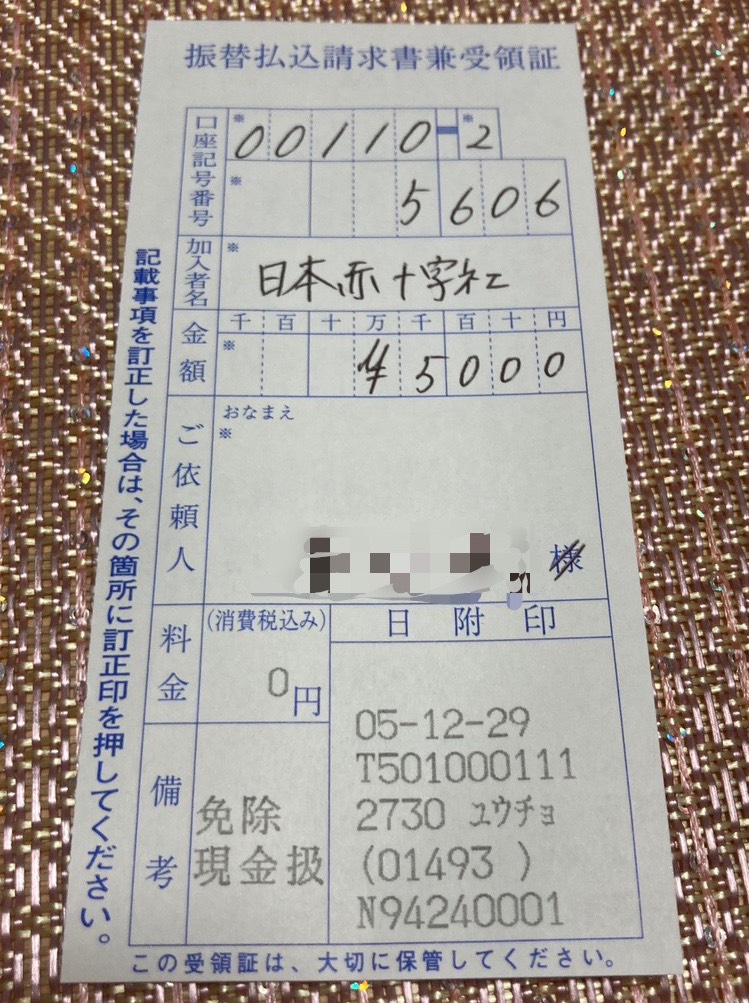 振替払込請求書兼受領証
口座記号番号
※
00110-2
※
※
5606
加入者名
※
日本赤十字社
金額
千 百 十 万 千 百 十 円
※
¥5000
ご依頼人
おなまえ
※
様
料金
(消費税込み)
0円
日附印
05-12-29
T501000111
2730 ユウチョ
(01493 )
N94240001
備考
免除
現金扱
記載事項を訂正した場合は、その箇所に訂正印を押してください。
この受領証は、大切に保管してください。